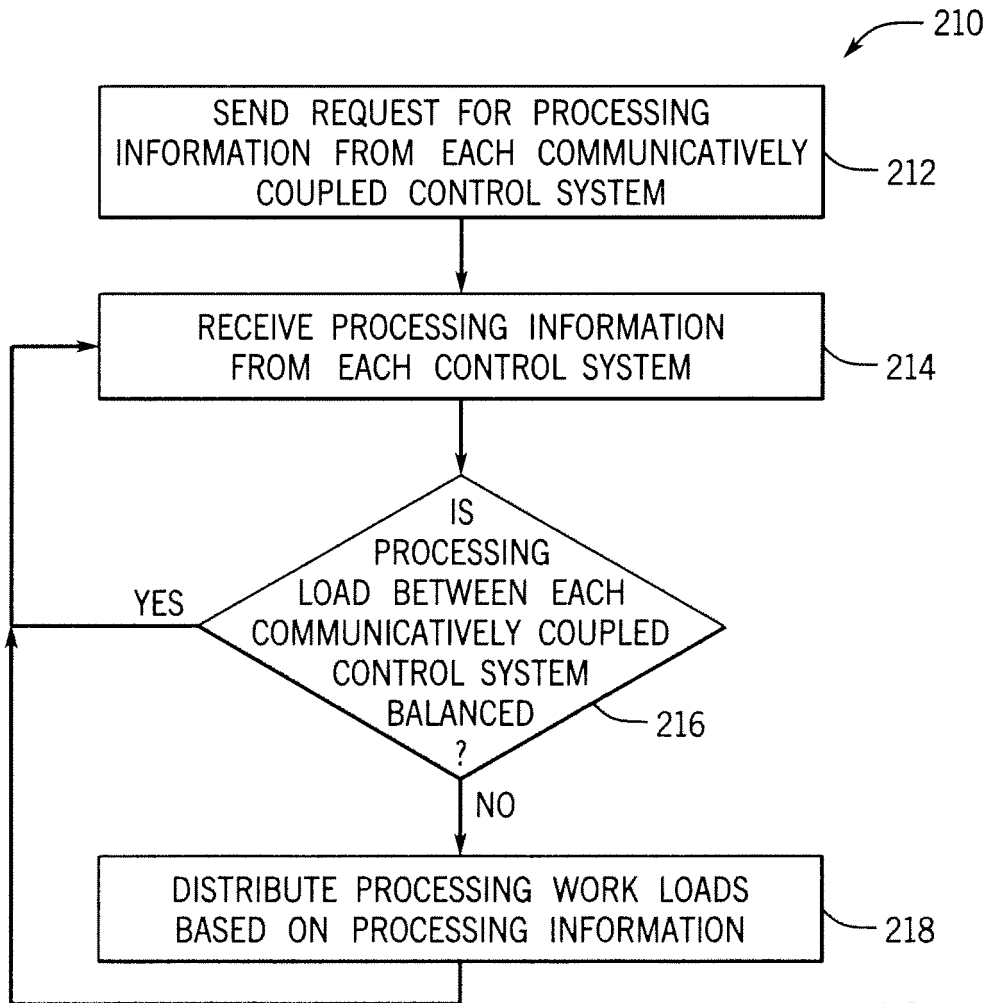 210
SEND REQUEST FOR PROCESSING
INFORMATION FROM EACH COMMUNICATIVELY
COUPLED CONTROL SYSTEM
212
RECEIVE PROCESSING INFORMATION
FROM EACH CONTROL SYSTEM
214
IS
PROCESSING
LOAD BETWEEN EACH
COMMUNICATIVELY COUPLED
CONTROL SYSTEM
BALANCED
?
216
YES
NO
DISTRIBUTE PROCESSING WORK LOADS
BASED ON PROCESSING INFORMATION
218